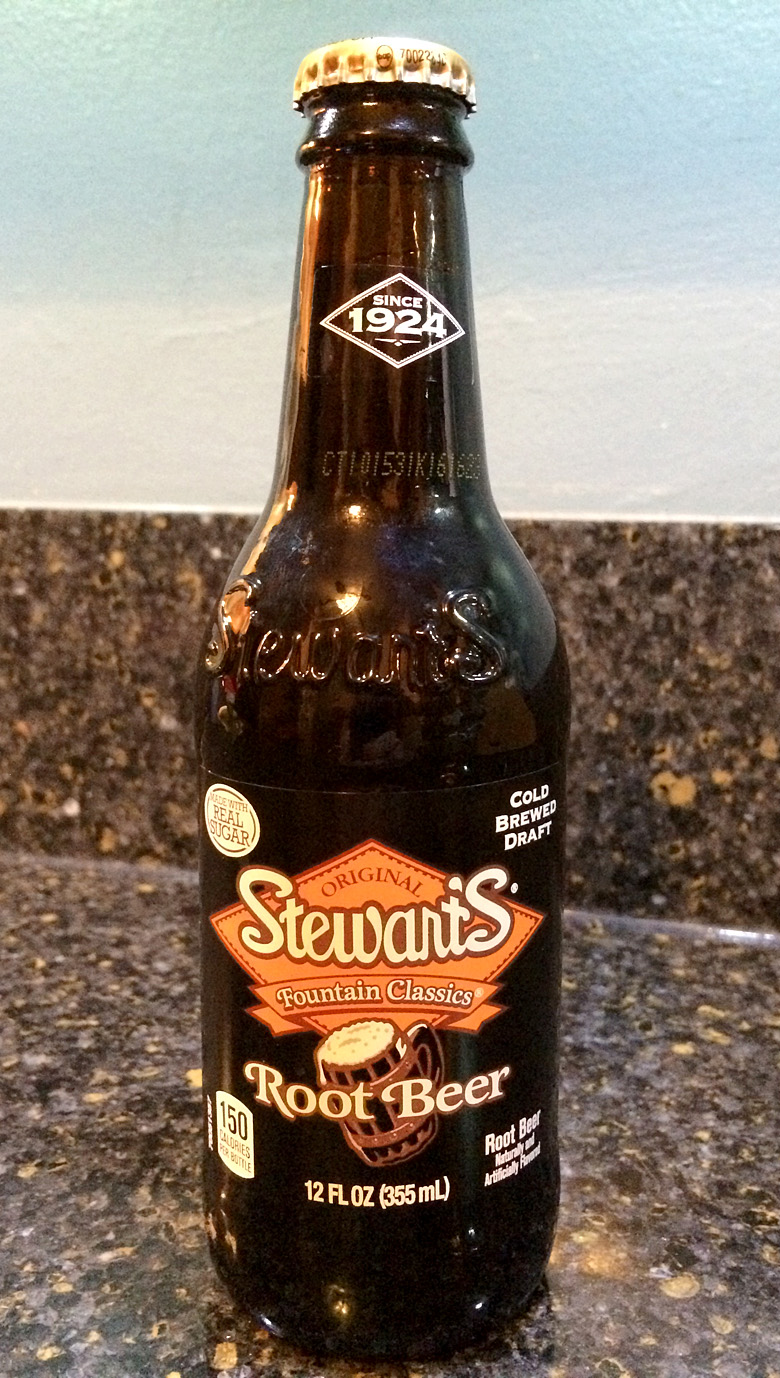 SINCE
1924
Stewart's
MADE WITH
REAL
SUGAR
COLD
BREWED
DRAFT
ORIGINAL
Stewart's®
Fountain Classics®
Root Beer
150
CALORIES
PER BOTTLE
Root Beer
Naturally and
Artificially Flavored
12 FL OZ (355 mL)